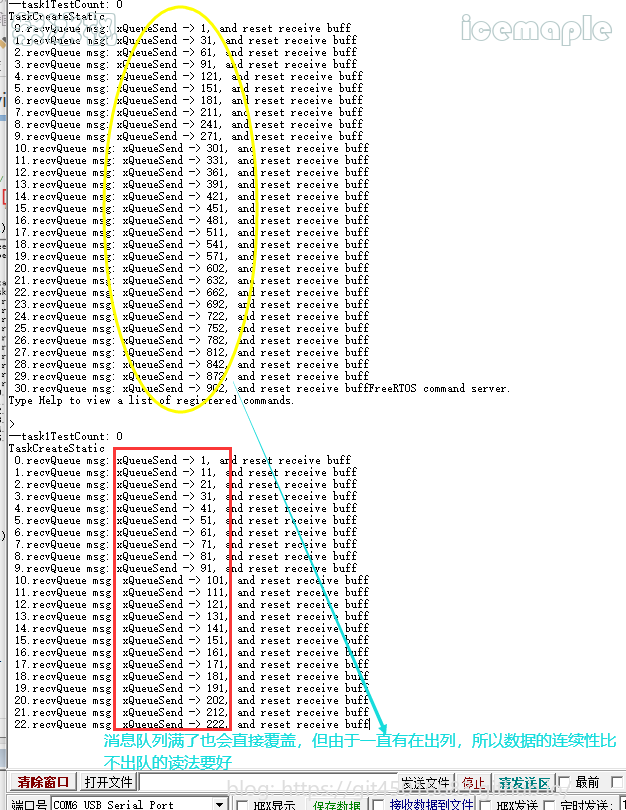 icemaple
—task1TestCount: 0
TaskCreateStatic
0.recvQueue msg: xQueueSend -> 1, and reset receive buff
1.recvQueue msg: xQueueSend -> 31, and reset receive buff
2.recvQueue msg: xQueueSend -> 61, and reset receive buff
3.recvQueue msg: xQueueSend -> 91, and reset receive buff
4.recvQueue msg: xQueueSend -> 121, and reset receive buff
5.recvQueue msg: xQueueSend -> 151, and reset receive buff
6.recvQueue msg: xQueueSend -> 181, and reset receive buff
7.recvQueue msg: xQueueSend -> 211, and reset receive buff
8.recvQueue msg: xQueueSend -> 241, and reset receive buff
9.recvQueue msg: xQueueSend -> 271, and reset receive buff
10.recvQueue msg: xQueueSend -> 301, and reset receive buff
11.recvQueue msg: xQueueSend -> 331, and reset receive buff
12.recvQueue msg: xQueueSend -> 361, and reset receive buff
13.recvQueue msg: xQueueSend -> 391, and reset receive buff
14.recvQueue msg: xQueueSend -> 421, and reset receive buff
15.recvQueue msg: xQueueSend -> 451, and reset receive buff
16.recvQueue msg: xQueueSend -> 481, and reset receive buff
17.recvQueue msg: xQueueSend -> 511, and reset receive buff
18.recvQueue msg: xQueueSend -> 541, and reset receive buff
19.recvQueue msg: xQueueSend -> 571, and reset receive buff
20.recvQueue msg: xQueueSend -> 602, and reset receive buff
21.recvQueue msg: xQueueSend -> 632, and reset receive buff
22.recvQueue msg: xQueueSend -> 662, and reset receive buff
23.recvQueue msg: xQueueSend -> 692, and reset receive buff
24.recvQueue msg: xQueueSend -> 722, and reset receive buff
25.recvQueue msg: xQueueSend -> 752, and reset receive buff
26.recvQueue msg: xQueueSend -> 782, and reset receive buff
27.recvQueue msg: xQueueSend -> 812, and reset receive buff
28.recvQueue msg: xQueueSend -> 842, and reset receive buff
29.recvQueue msg: xQueueSend -> 872, and reset receive buff
30.recvQueue msg: xQueueSend -> 902, and reset receive buffFreeRTOS command server.
Type Help to view a list of registered commands.
>
—task1TestCount: 0
TaskCreateStatic
0.recvQueue msg: xQueueSend -> 1, and reset receive buff
1.recvQueue msg: xQueueSend -> 11, and reset receive buff
2.recvQueue msg: xQueueSend -> 21, and reset receive buff
3.recvQueue msg: xQueueSend -> 31, and reset receive buff
4.recvQueue msg: xQueueSend -> 41, and reset receive buff
5.recvQueue msg: xQueueSend -> 51, and reset receive buff
6.recvQueue msg: xQueueSend -> 61, and reset receive buff
7.recvQueue msg: xQueueSend -> 71, and reset receive buff
8.recvQueue msg: xQueueSend -> 81, and reset receive buff
9.recvQueue msg: xQueueSend -> 91, and reset receive buff
10.recvQueue msg: xQueueSend -> 101, and reset receive buff
11.recvQueue msg: xQueueSend -> 111, and reset receive buff
12.recvQueue msg: xQueueSend -> 121, and reset receive buff
13.recvQueue msg: xQueueSend -> 131, and reset receive buff
14.recvQueue msg: xQueueSend -> 141, and reset receive buff
15.recvQueue msg: xQueueSend -> 151, and reset receive buff
16.recvQueue msg: xQueueSend -> 161, and reset receive buff
17.recvQueue msg: xQueueSend -> 171, and reset receive buff
18.recvQueue msg: xQueueSend -> 181, and reset receive buff
19.recvQueue msg: xQueueSend -> 191, and reset receive buff
20.recvQueue msg: xQueueSend -> 202, and reset receive buff
21.recvQueue msg: xQueueSend -> 212, and reset receive buff
22.recvQueue msg: xQueueSend -> 222, and reset receive buff
消息队列满了也会直接覆盖，但由于一直有在出列，所以数据的连续性比
不出队的读法要好
清除窗口 打开文件 发送文件 停止 清发送区 最前
端口号 COM6 USB Serial Port HEX显示 保存数据 接收数据到文件 HEX发送 定时发送: